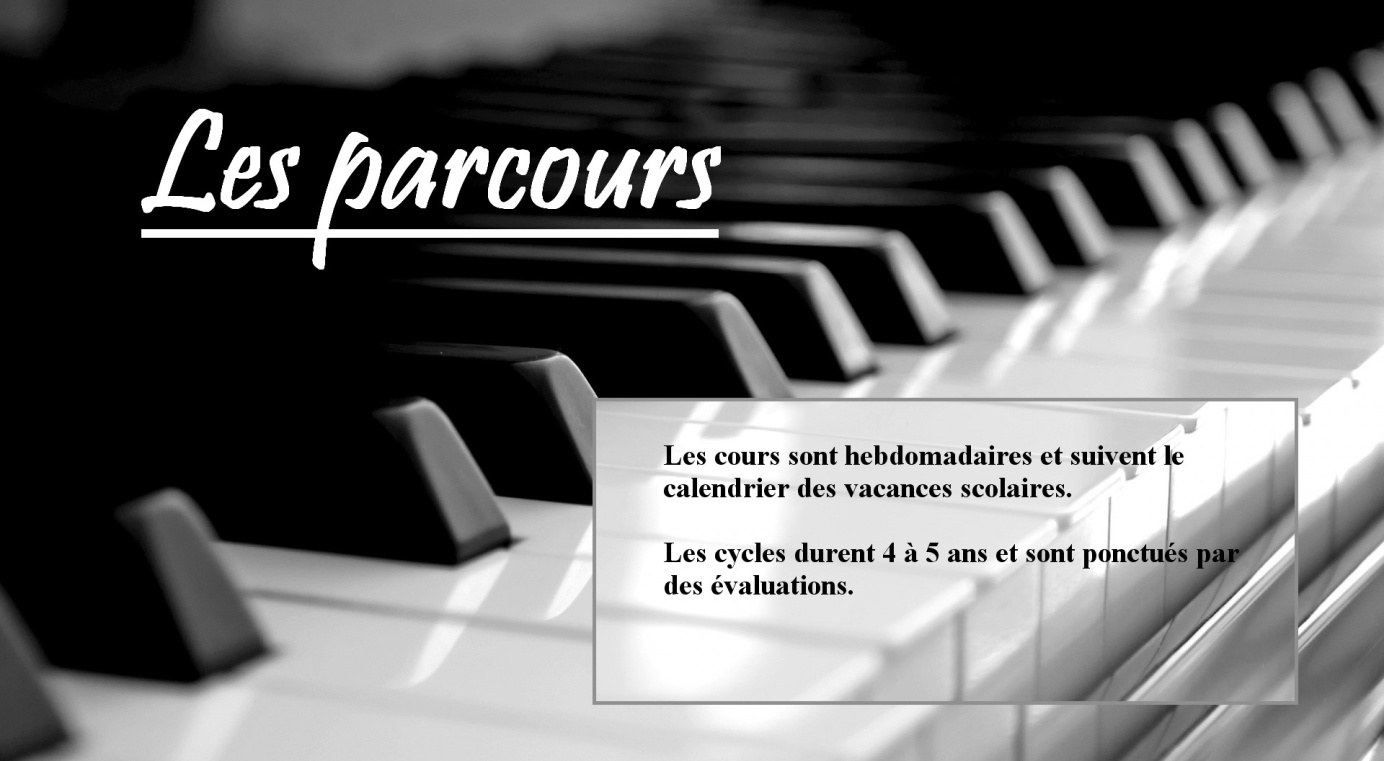 Les parcours
Les cours sont hebdomadaires et suivent le
calendrier des vacances scolaires.
Les cycles durent 4 à 5 ans et sont ponctués par
des évaluations.